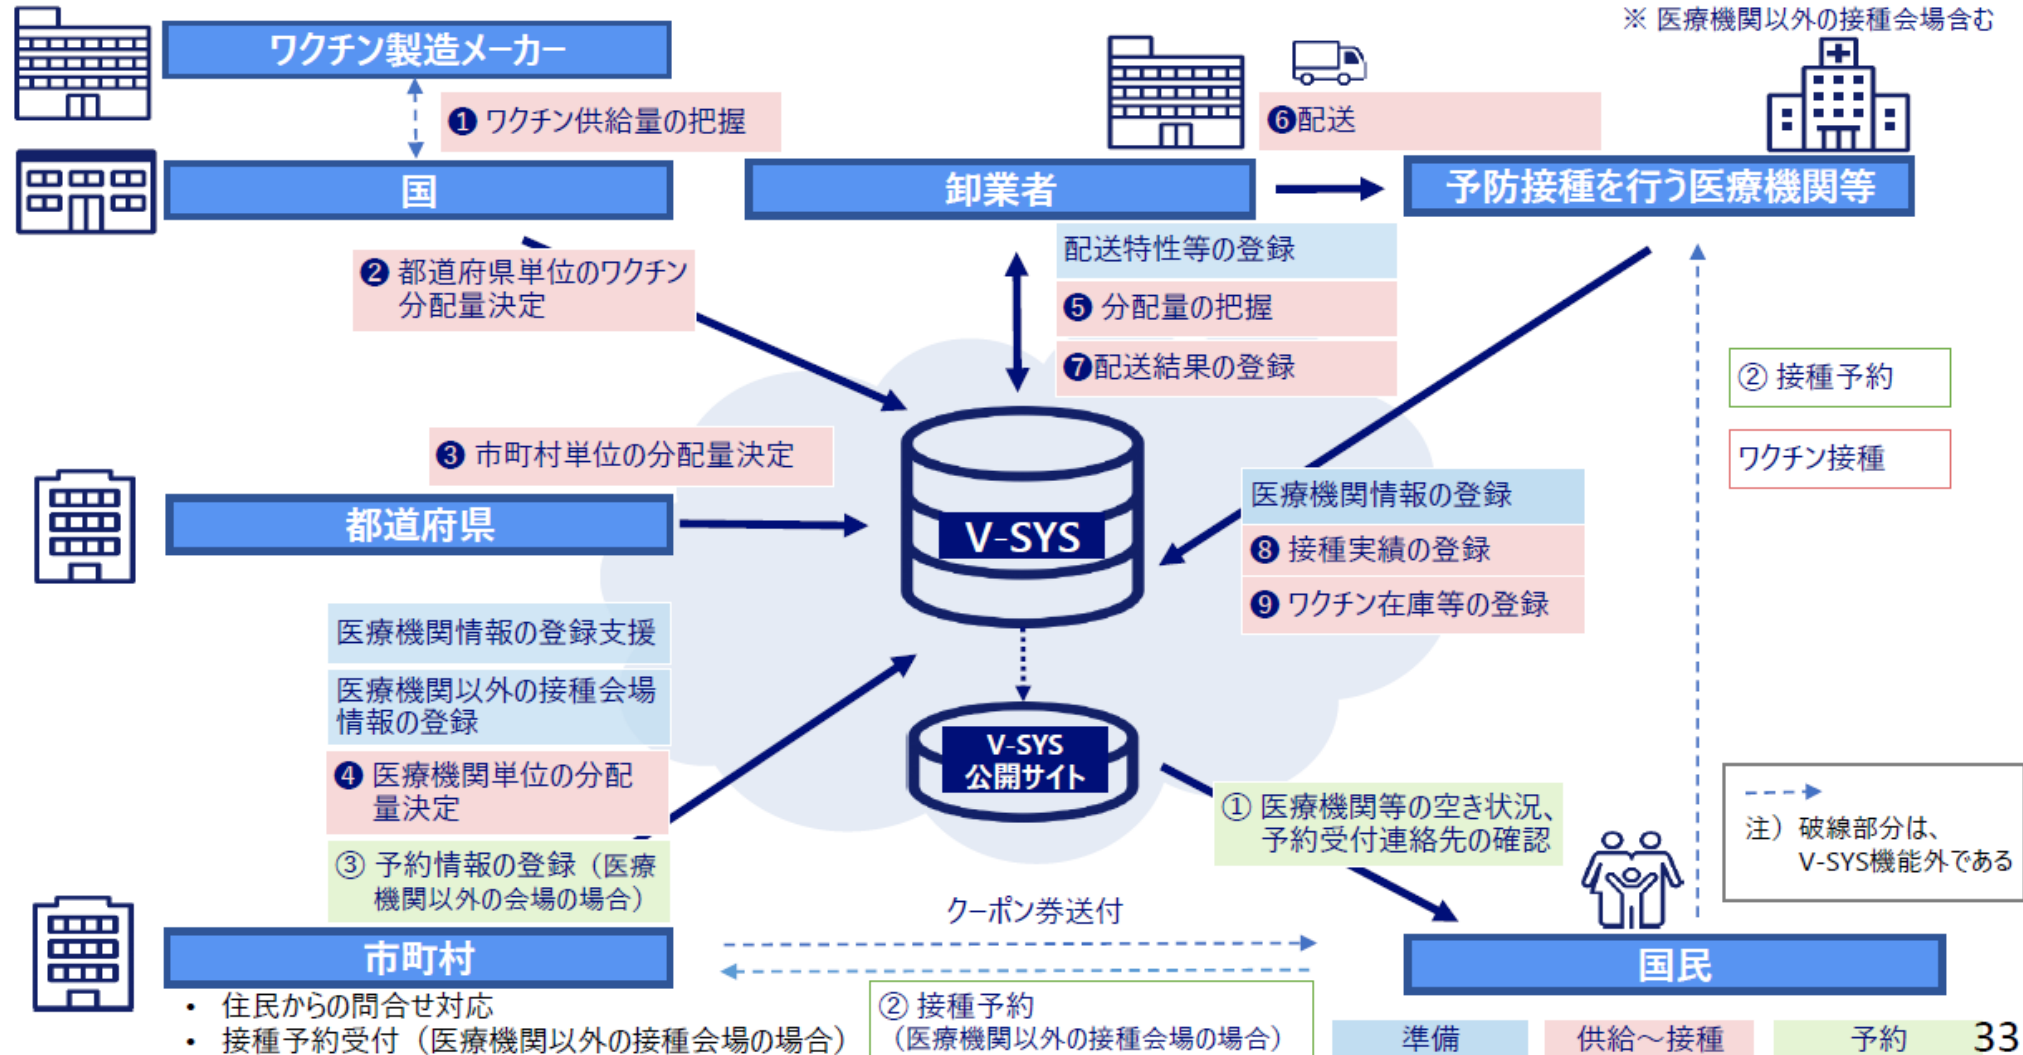 ※ 医療機関以外の接種会場含む
ワクチン製造メーカー
❶ ワクチン供給量の把握
国
卸業者
❻配送
予防接種を行う医療機関等
❷ 都道府県単位のワクチン
分配量決定
配送特性等の登録
❺ 分配量の把握
❼配送結果の登録
② 接種予約
ワクチン接種
❸ 市町村単位の分配量決定
都道府県
V-SYS
医療機関情報の登録
❽ 接種実績の登録
❾ ワクチン在庫等の登録
医療機関情報の登録支援
医療機関以外の接種会場
情報の登録
❹ 医療機関単位の分配
量決定
③ 予約情報の登録（医療
機関以外の会場の場合）
V-SYS
公開サイト
① 医療機関等の空き状況、
予約受付連絡先の確認
注）破線部分は、
V-SYS機能外である
クーポン券送付
市町村
国民
• 住民からの問合せ対応
• 接種予約受付（医療機関以外の接種会場の場合）
② 接種予約
（医療機関以外の接種会場の場合）
準備
供給～接種
予約
33